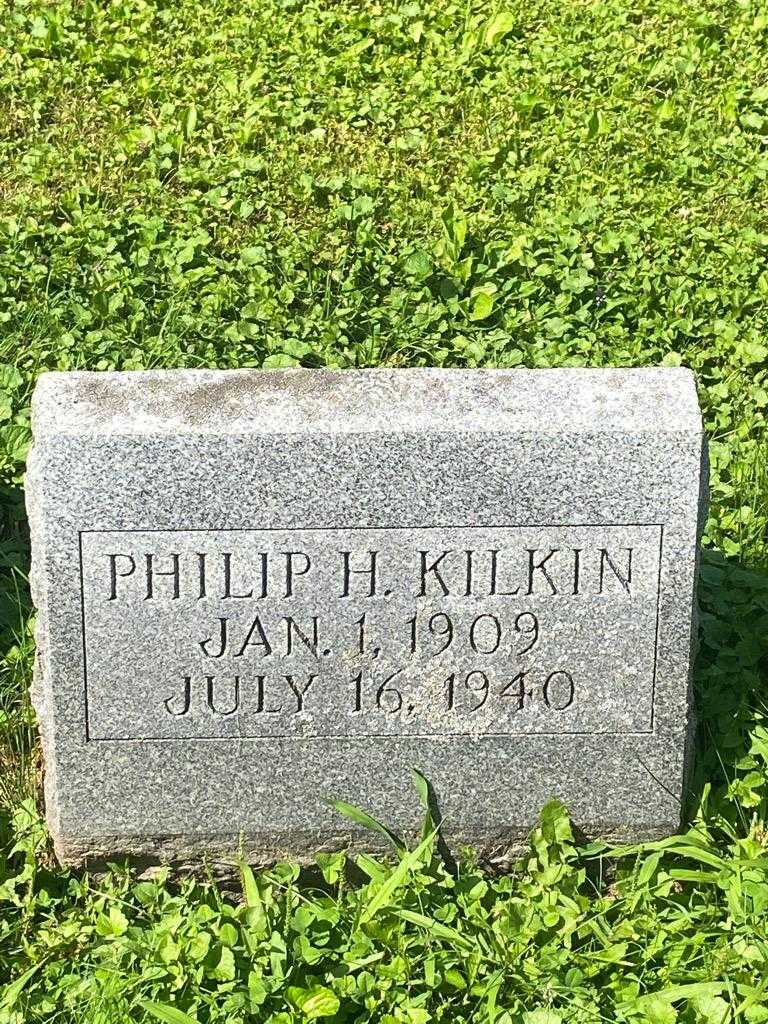 PHILIP H. KILKIN
JAN. 1, 1909
JULY 16, 1940